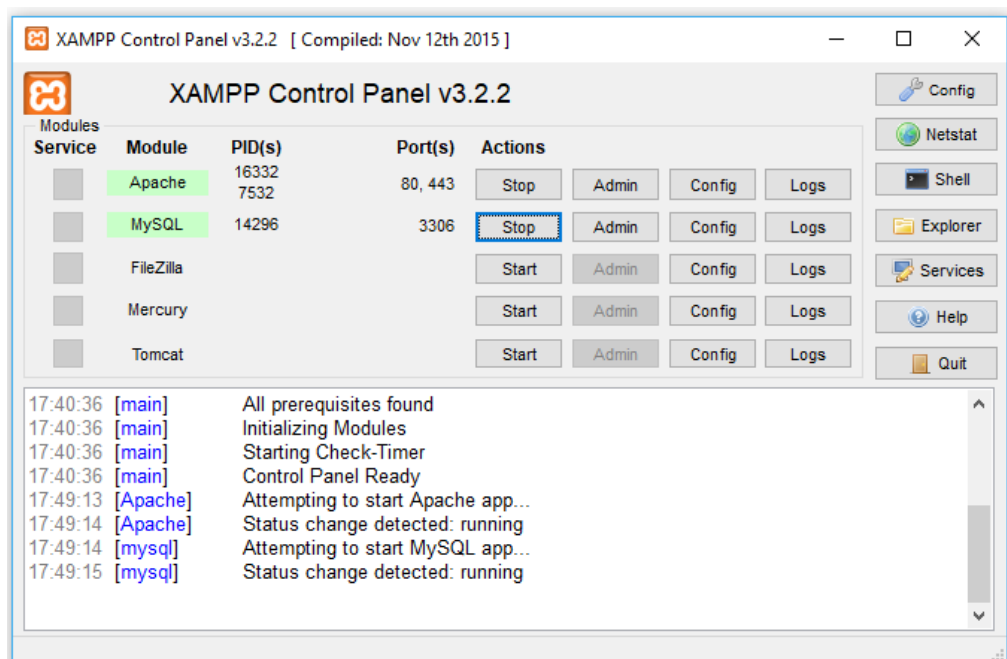 XAMPP Control Panel v3.2.2 [ Compiled: Nov 12th 2015 ]
XAMPP Control Panel v3.2.2
Config
Modules
Service Module PID(s) Port(s) Actions
Netstat
Apache 16332 7532 80, 443 Stop Admin Config Logs
Shell
MySQL 14296 3306 Stop Admin Config Logs
Explorer
FileZilla Start Admin Config Logs
Services
Mercury Start Admin Config Logs
Help
Tomcat Start Admin Config Logs
Quit
17:40:36 [main] All prerequisites found
17:40:36 [main] Initializing Modules
17:40:36 [main] Starting Check-Timer
17:40:36 [main] Control Panel Ready
17:49:13 [Apache] Attempting to start Apache app...
17:49:14 [Apache] Status change detected: running
17:49:14 [mysql] Attempting to start MySQL app...
17:49:15 [mysql] Status change detected: running